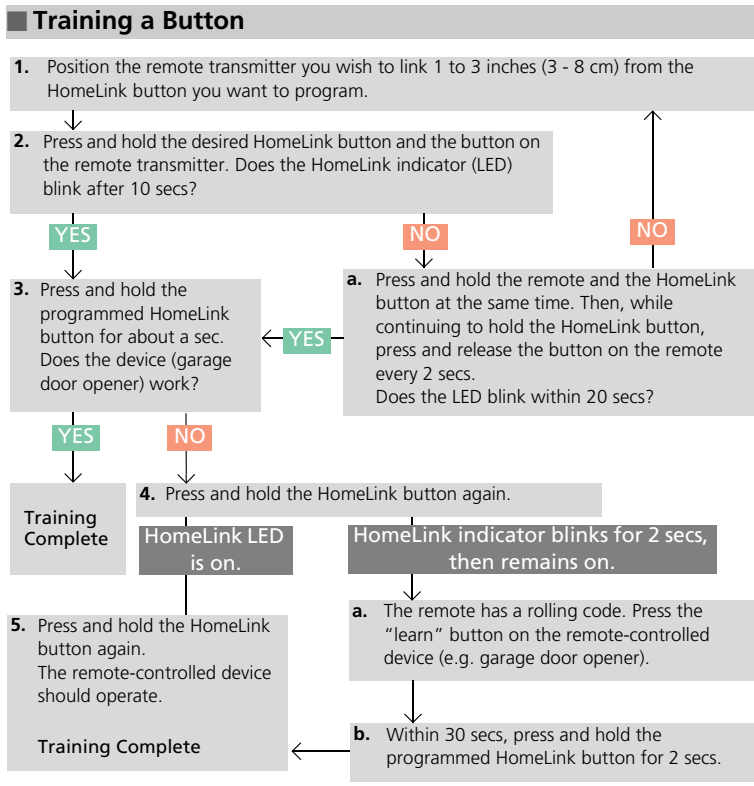 Training a Button
1. Position the remote transmitter you wish to link 1 to 3 inches (3 - 8 cm) from the
HomeLink button you want to program.
2. Press and hold the desired HomeLink button and the button on
the remote transmitter. Does the HomeLink indicator (LED)
blink after 10 secs?
YES
NO
NO
3. Press and hold the
programmed HomeLink
button for about a sec.
Does the device (garage
door opener) work?
YES
a. Press and hold the remote and the HomeLink
button at the same time. Then, while
continuing to hold the HomeLink button,
press and release the button on the remote
every 2 secs.
Does the LED blink within 20 secs?
YES
NO
Training
Complete
4. Press and hold the HomeLink button again.
HomeLink LED
is on.
HomeLink indicator blinks for 2 secs,
then remains on.
5. Press and hold the HomeLink
button again.
The remote-controlled device
should operate.
Training Complete
a. The remote has a rolling code. Press the
“learn” button on the remote-controlled
device (e.g. garage door opener).
b. Within 30 secs, press and hold the
programmed HomeLink button for 2 secs.